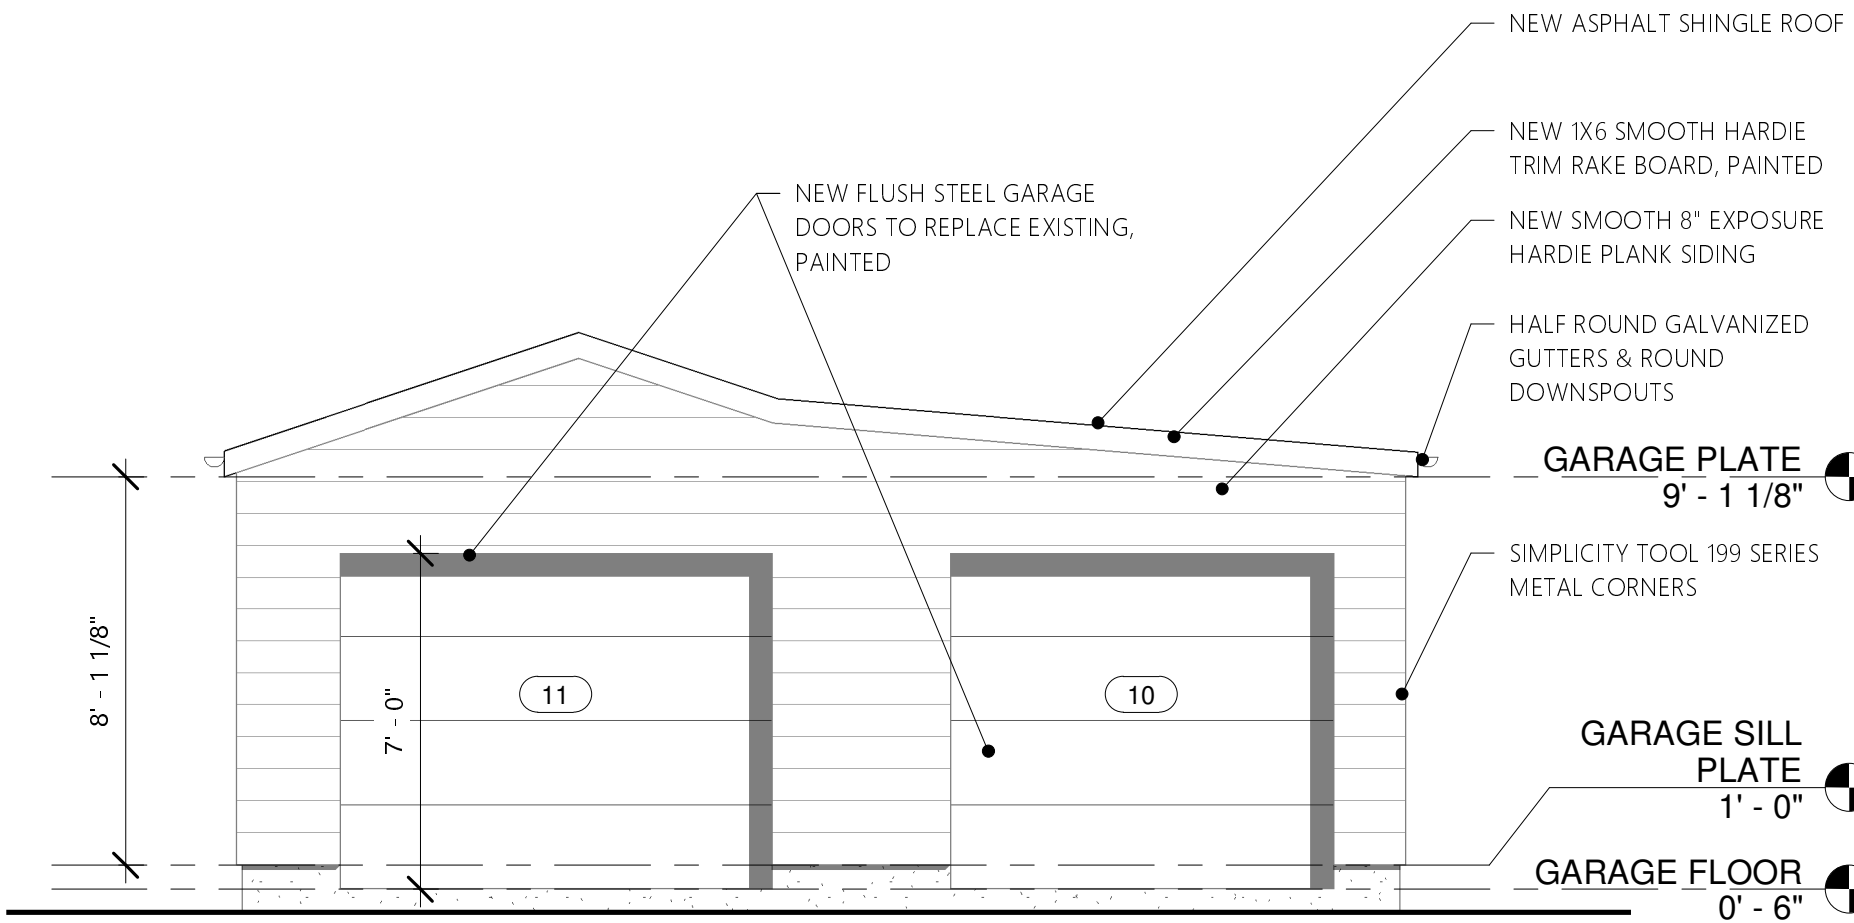 NEW ASPHALT SHINGLE ROOF
NEW 1X6 SMOOTH HARDIE
TRIM RAKE BOARD, PAINTED
NEW FLUSH STEEL GARAGE
DOORS TO REPLACE EXISTING,
PAINTED
NEW SMOOTH 8" EXPOSURE
HARDIE PLANK SIDING
HALF ROUND GALVANIZED
GUTTERS & ROUND
DOWNSPOUTS
GARAGE PLATE
9' - 1 1/8"
SIMPLICITY TOOL 199 SERIES
METAL CORNERS
8' - 1 1/8"
7' - 0"
11
10
GARAGE SILL
PLATE
1' - 0"
GARAGE FLOOR
0' - 6"